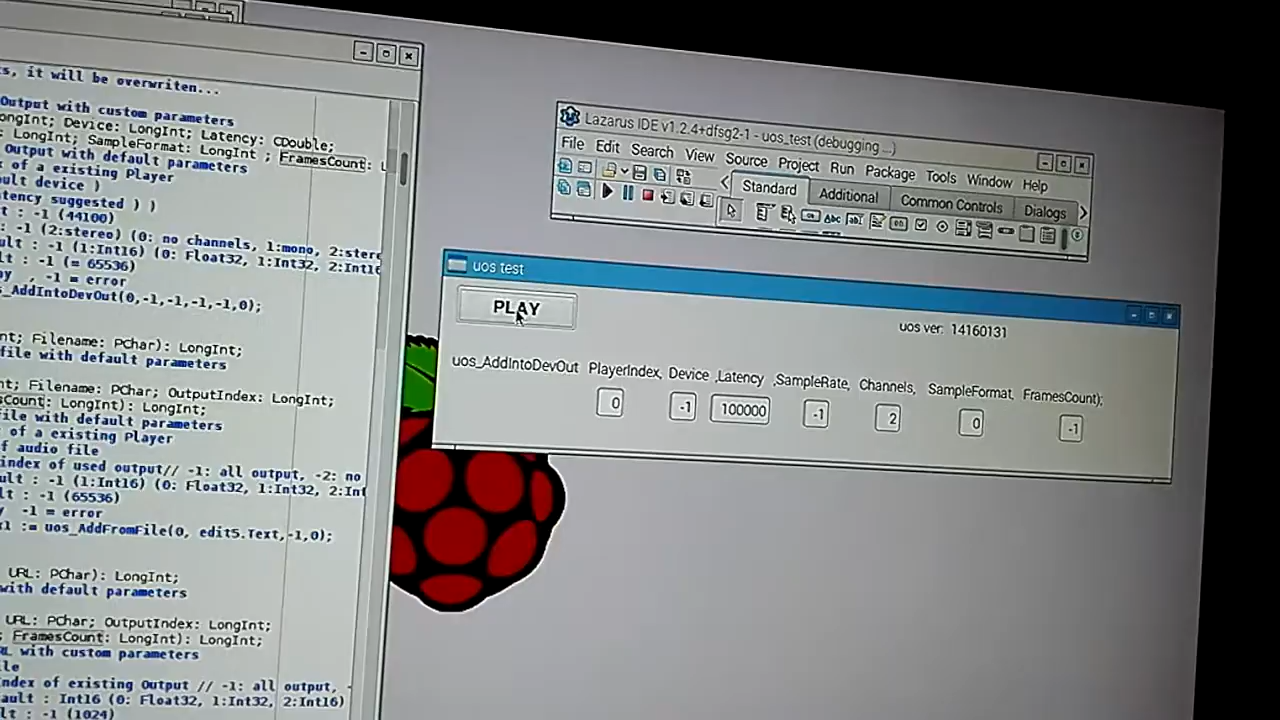 s, it will be overwriten...
Output with custom parameters
ongInt; Device: LongInt; Latency: CDouble;
: LongInt; SampleFormat: LongInt ; FramesCount: L
Output with default parameters
of a existing Player
ult device )
tency suggested ) )
t : -1 (44100)
: -1 (2:stereo) (0: no channels, 1:mono, 2:stere
ult : -1 (1:Int16) (0: Float32, 1:Int32, 2:Int16
lt : -1 (= 65536)
ny , -1 = error
s_AddIntoDevOut(0,-1,-1,-1,-1,0);
nt; Filename: PChar): LongInt;
file with default parameters
nt; Filename: PChar; OutputIndex: LongInt;
sCount: LongInt): LongInt;
file with custom parameters
of a existing Player
f audio file
index of used output// -1: all output, -2: no
ult : -1 (1:Int16) (0: Float32, 1:Int32, 2:Int
lt : -1 (65536)
y -1 = error
x1 := uos_AddFromFile(0, edit5.Text,-1,0);
URL: PChar): LongInt;
with default parameters
URL: PChar; OutputIndex: LongInt;
; FramesCount: LongInt): LongInt;
RL with custom parameters
le
ndex of existing Output // -1: all output, -
ault : Int16 (0: Float32, 1:Int32, 2:Int16)
lt : -1 (1024)
Lazarus IDE v1.2.4+dfsg2-1 - uos_test (debugging ...)
File Edit Search View Source Project Run Package Tools Window Help
Standard Additional Common Controls Dialogs
uos test
PLAY
uos ver: 14160131
uos_AddIntoDevOut PlayerIndex, Device ,Latency ,SampleRate, Channels, SampleFormat, FramesCount);
0 -1 100000 -1 2 0 -1